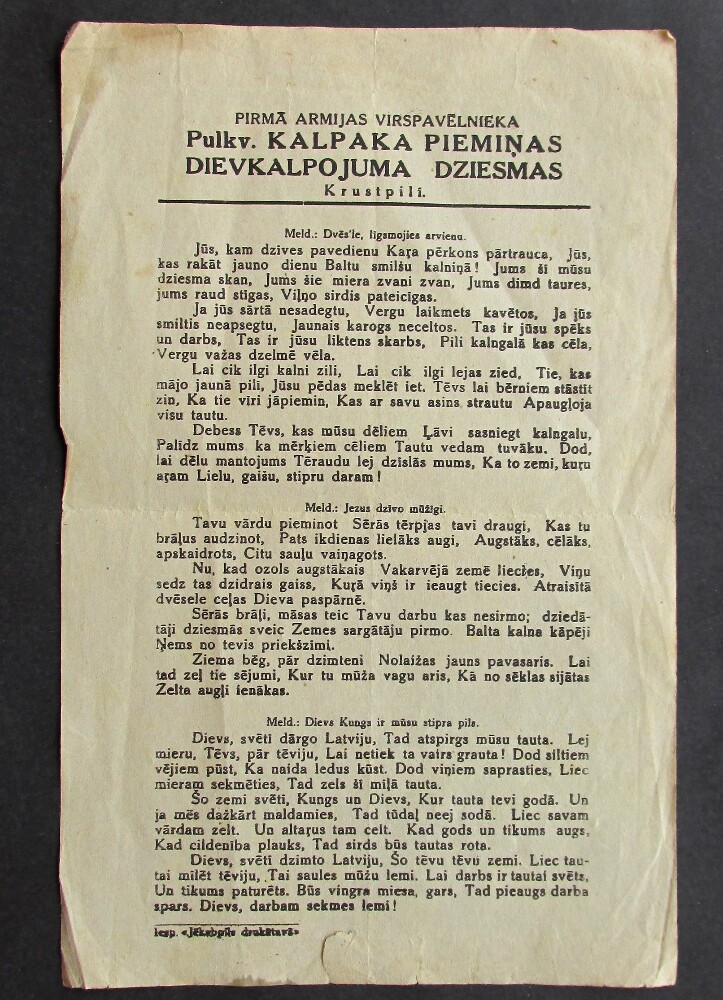 PIRMĀ ARMIJAS VIRSPAVĒLNIEKA
Pulkv. KALPAKA PIEMIŅAS
DIEVKALPOJUMA DZIESMAS
Krustpilī.
Meld.: Dvēs'le, līgsmojies arvienu.
Jūs, kam dzīves pavedienu Kaŗa pērkons pārtrauca, Jūs,
kas rakāt jauno dienu Baltu smilšu kalniņā! Jums šī mūsu
dziesma skan, Jums šie miera zvani zvan, Jums dimd taures,
jums raud stīgas, Viļņo sirdis pateicīgas.
Ja jūs sārtā nesadegtu, Vergu laikmets kavētos, Ja jūs
smiltis neapsegtu, Jaunais karogs neceltos. Tas ir jūsu spēks
un darbs, Tas ir jūsu liktens skarbs, Pili kalngalā kas cēla,
Vergu važas dzelmē vēla.
Lai cik ilgi kalni zili, Lai cik ilgi lejas zied, Tie, kas
mājo jaunā pilī, Jūsu pēdas meklēt iet. Tēvs lai bērniem stāstīt
zin, Ka tie vīri jāpiemin, Kas ar savu asins strautu Apaugļoja
visu tautu.
Debess Tēvs, kas mūsu dēliem Ļāvi sasniegt kalngalu,
Palīdz mums ka mērķiem cēliem Tautu vedam tuvāku. Dod,
lai dēlu mantojums Tēraudu lej dzīslās mums, Ka to zemi, kuŗu
aŗam Lielu, gaišu, stipru daram!
Meld.: Jezus dzīvo mūžīgi.
Tavu vārdu pieminot Sērās tērpjas tavi draugi, Kas tu
brāļus audzinot, Pats ikdienas lielāks augi, Augstāks, cēlāks,
apskaidrots, Citu sauļu vaiņagots.
Nu, kad ozols augstākais Vakarvējā zemē liecies, Viņu
sedz tas dzidrais gaiss, Kuŗā viņš ir ieaugt tiecies. Atraisītā
dvēsele ceļas Dieva paspārnē.
Sērās brāļi, māsas teic Tavu darbu kas nesirmo; dziedā-
tāji dziesmās sveic Zemes sargātāju pirmo. Balta kalna kāpēji
Ņems no tevis priekšzīmi.
Ziema bēg, pār dzimteni Nolaižas jauns pavasaris. Lai
tad zeļ tie sējumi, Kur tu mūža vagu aris, Kā no sēklas sijātas
Zelta augļi ienākas.
Meld.: Dievs Kungs ir mūsu stipra pils.
Dievs, svētī dārgo Latviju, Tad atspirgs mūsu tauta. Lej
mieru, Tēvs, pār tēviju, Lai netiek ta vairs grauta! Dod siltiem
vējiem pūst, Ka naida ledus kūst. Dod viņiem saprasties, Liec
mieram sekmēties, Tad zels šī mīļā tauta.
Šo zemi svētī, Kungs un Dievs, Kur tauta tevi godā. Un
ja mēs dažkārt maldamies, Tad tūdaļ neej sodā. Liec savam
vārdam zelt. Un altaŗus tam celt. Kad gods un tikums augs,
Kad cildenība plauks, Tad sirds būs tautas rota.
Dievs, svētī dzimto Latviju, Šo tēvu tēvu zemi. Liec tau-
tai mīlēt tēviju, Tai saules mūžu lemi. Lai darbs ir tautai svēts,
Un tikums paturēts. Būs vingra miesa, gars, Tad pieaugs darba
spars. Dievs, darbam sekmes lemi!
Iesp. «Jēkabpils drukātavā»